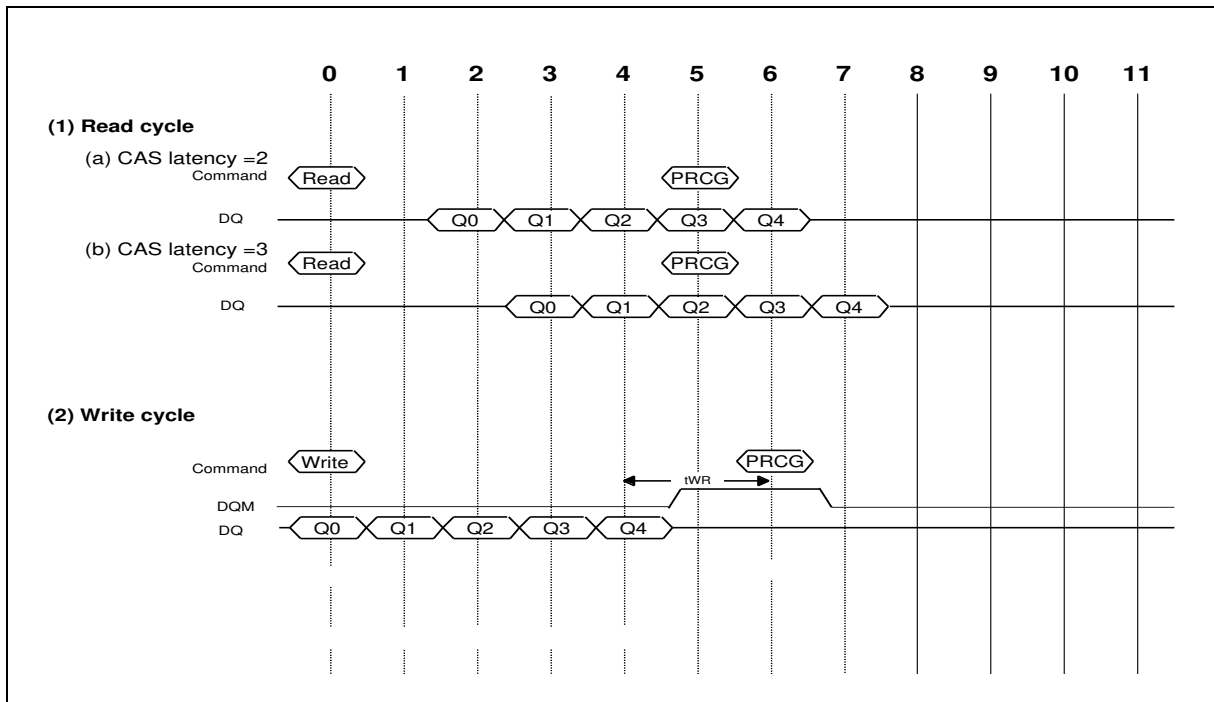 0 1 2 3 4 5 6 7 8 9 10 11
(1) Read cycle
(a) CAS latency =2
Command Read PRCG
DQ Q0 Q1 Q2 Q3 Q4
(b) CAS latency =3
Command Read PRCG
DQ Q0 Q1 Q2 Q3 Q4
(2) Write cycle
Command Write PRCG
tWR
DQM
DQ Q0 Q1 Q2 Q3 Q4